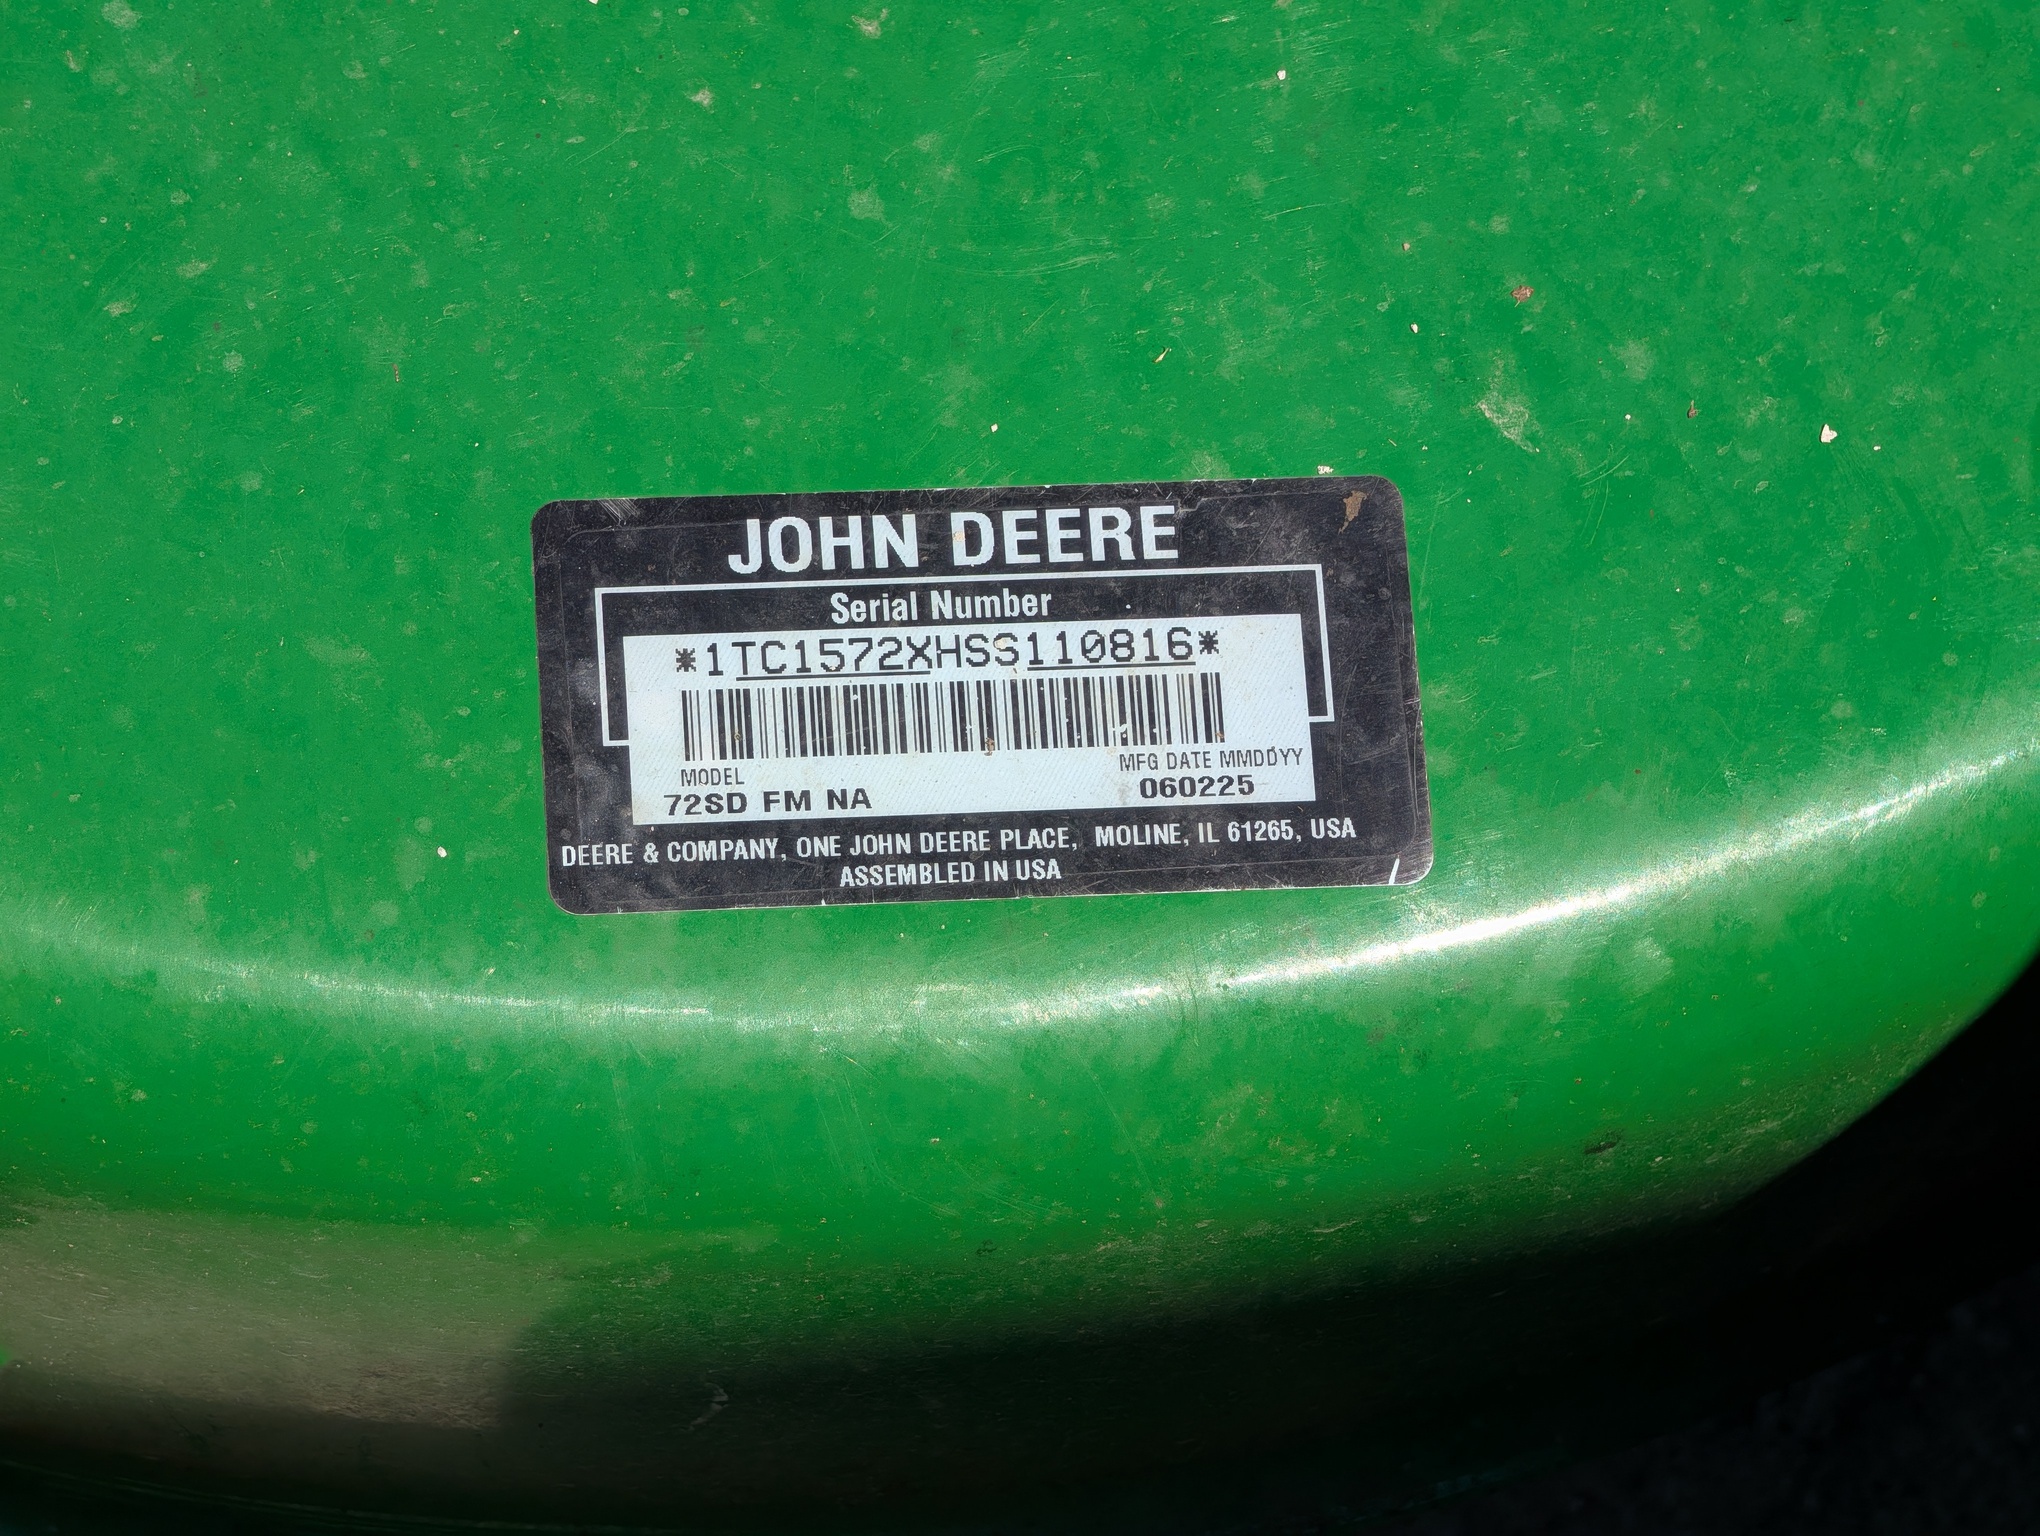 JOHN DEERE
Serial Number
*1TC1572XHSS110816*
MODEL
72SD FM NA
MFG DATE MMDDYY
060225
DEERE & COMPANY, ONE JOHN DEERE PLACE, MOLINE, IL 61265, USA
ASSEMBLED IN USA